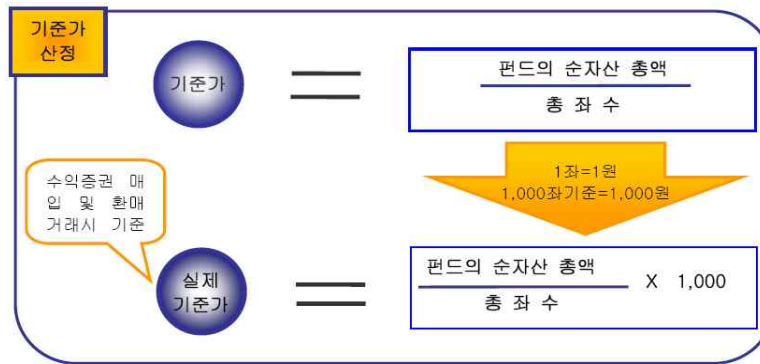 기준가
산정
기준가
펀드의 순자산 총액
총 좌 수
1좌=1원
1,000좌기준=1,000원
수익증권 매
입 및 환매
거래시 기준
실제
기준가
펀드의 순자산 총액
총 좌 수
X 1,000